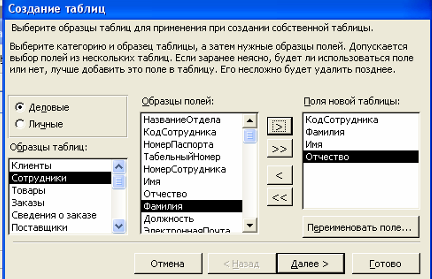 Создание таблиц
Выберите образцы таблиц для применения при создании собственной таблицы.
Выберите категорию и образец таблицы, а затем нужные образцы полей. Допускается
выбор полей из нескольких таблиц. Если заранее неясно, будет ли использоваться поле
или нет, лучше добавить это поле в таблицу. Его несложно будет удалить позднее.
Деловые
Личные
Образцы таблиц:
Клиенты
Сотрудники
Товары
Заказы
Сведения о заказе
Поставщики
Образцы полей:
НазваниеОтдела
КодСотрудника
НомерПаспорта
ТабельныйНомер
НомерСотрудника
Имя
Отчество
Фамилия
Должность
ЭлектроннаяПочта
>
>>
<
<<
Поля новой таблицы:
КодСотрудника
Фамилия
Имя
Отчество
Переименовать поле...
Отмена
< Назад
Далее >
Готово